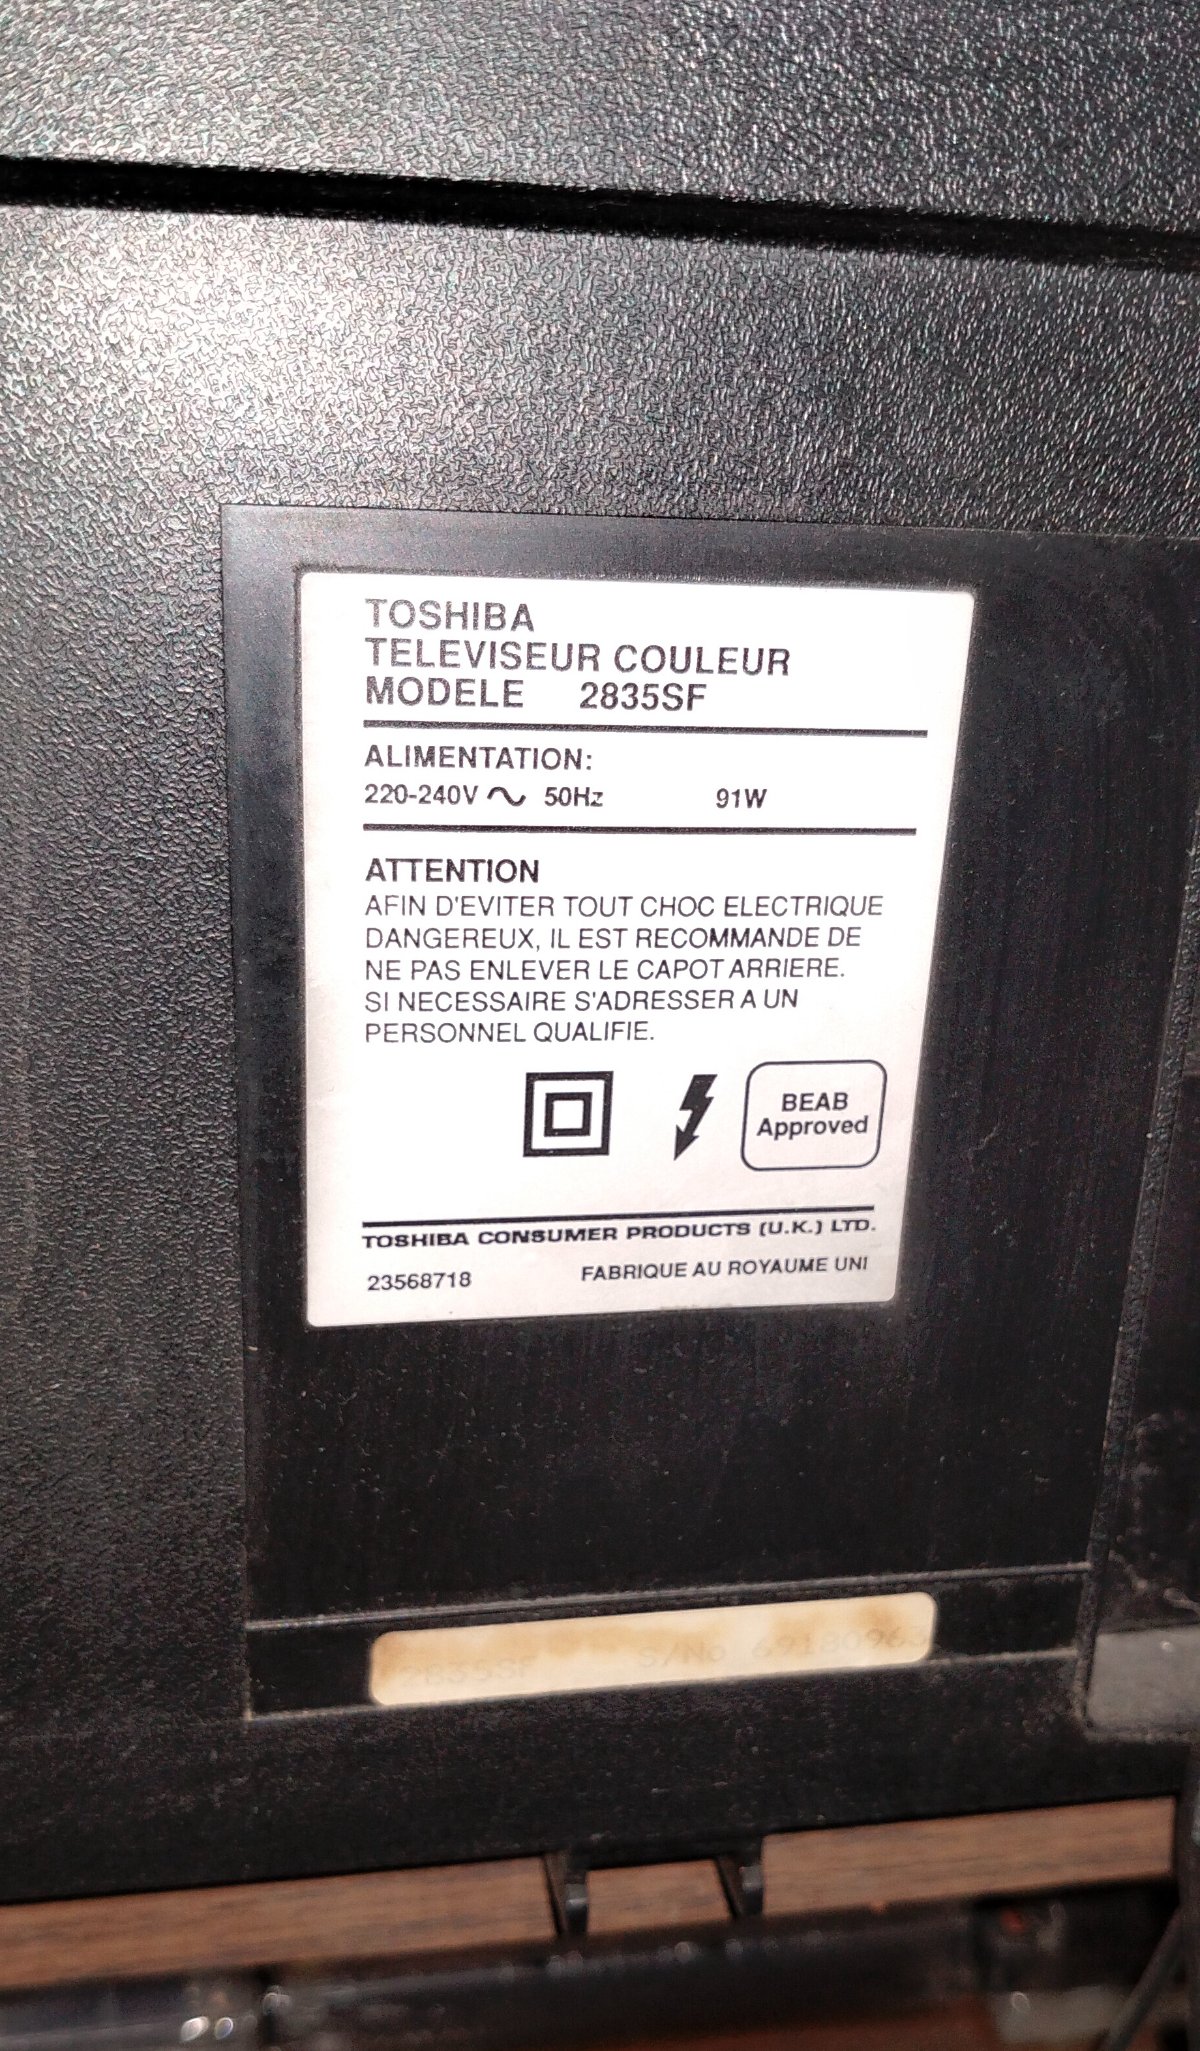 TOSHIBA
TELEVISEUR COULEUR
MODELE 2835SF
ALIMENTATION:
220-240V ∿ 50Hz 91W
ATTENTION
AFIN D'EVITER TOUT CHOC ELECTRIQUE
DANGEREUX, IL EST RECOMMANDE DE
NE PAS ENLEVER LE CAPOT ARRIERE.
SI NECESSAIRE S'ADRESSER A UN
PERSONNEL QUALIFIE.
BEAB
Approved
TOSHIBA CONSUMER PRODUCTS (U.K.) LTD.
23568718 FABRIQUE AU ROYAUME UNI
2835SF S/No